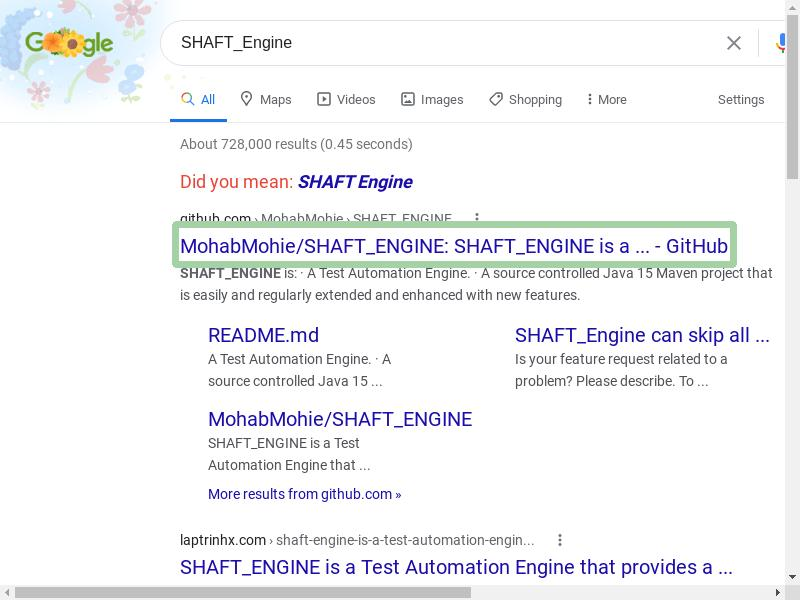 Google
SHAFT_Engine
All Maps Videos Images Shopping More Settings
About 728,000 results (0.45 seconds)
Did you mean: SHAFT Engine
github.com › MohabMohie › SHAFT_ENGINE
MohabMohie/SHAFT_ENGINE: SHAFT_ENGINE is a ... - GitHub
SHAFT_ENGINE is: · A Test Automation Engine. · A source controlled Java 15 Maven project that
is easily and regularly extended and enhanced with new features.
README.md
A Test Automation Engine. · A
source controlled Java 15 ...
SHAFT_Engine can skip all ...
Is your feature request related to a
problem? Please describe. To ...
MohabMohie/SHAFT_ENGINE
SHAFT_ENGINE is a Test
Automation Engine that ...
More results from github.com »
laptrinhx.com › shaft-engine-is-a-test-automation-engin...
SHAFT_ENGINE is a Test Automation Engine that provides a ...